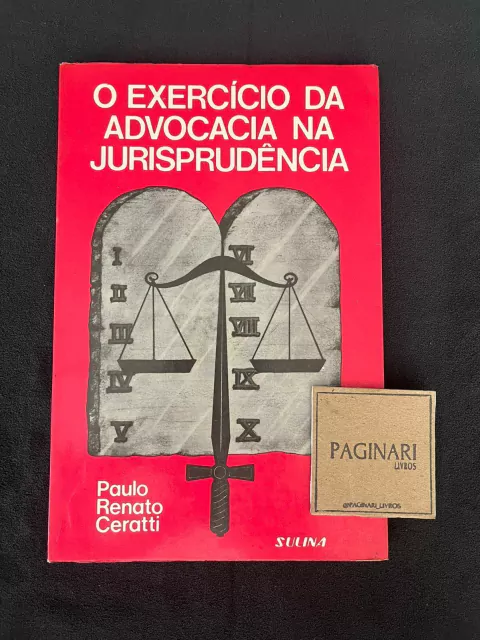 O EXERCÍCIO DA
ADVOCACIA NA
JURISPRUDÊNCIA
I
II
III
IV
V
VI
VII
VIII
IX
X
Paulo
Renato
Ceratti
SULINA
PAGINARI
LIVROS
@PAGINARI_LIVROS